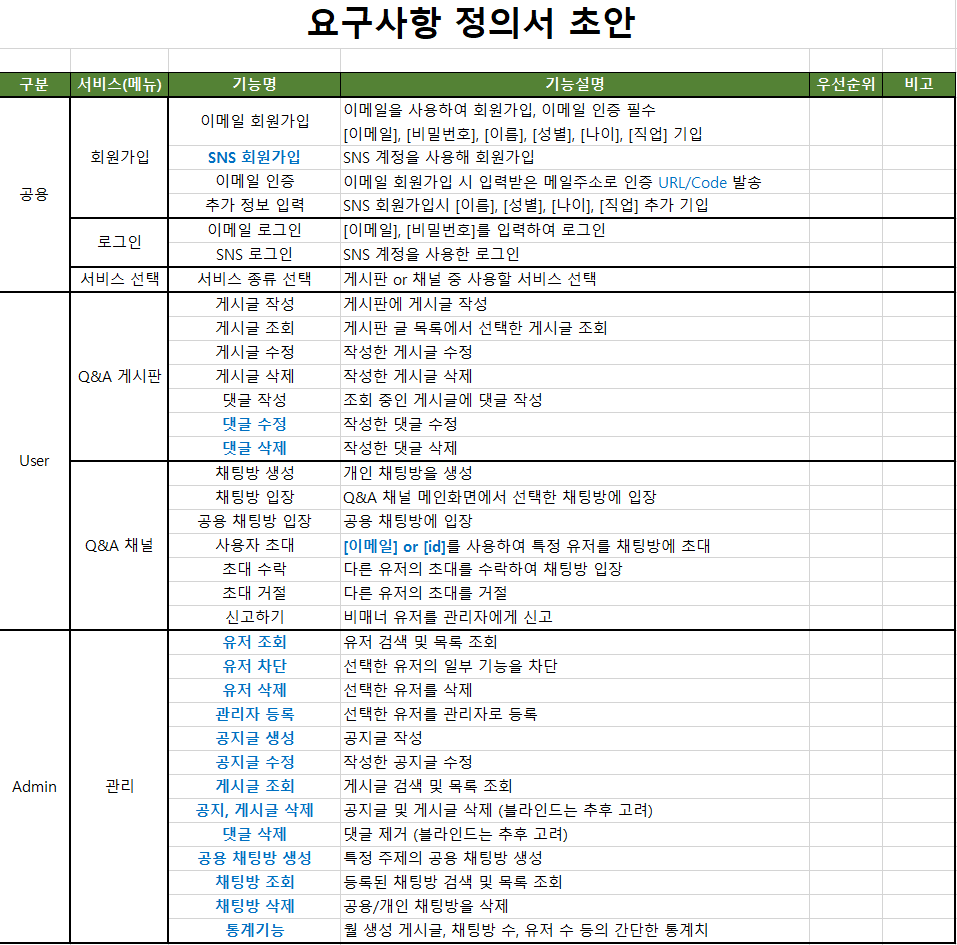 요구사항 정의서 초안
구분 서비스(메뉴) 기능명 기능설명 우선순위 비고
공용
회원가입
이메일 회원가입
이메일을 사용하여 회원가입, 이메일 인증 필수
[이메일], [비밀번호], [이름], [성별], [나이], [직업] 기입
SNS 회원가입 SNS 계정을 사용해 회원가입
이메일 인증 이메일 회원가입 시 입력받은 메일주소로 인증 URL/Code 발송
추가 정보 입력 SNS 회원가입시 [이름], [성별], [나이], [직업] 추가 기입
로그인
이메일 로그인 [이메일], [비밀번호]를 입력하여 로그인
SNS 로그인 SNS 계정을 사용한 로그인
서비스 선택 서비스 종류 선택 게시판 or 채널 중 사용할 서비스 선택
User
Q&A 게시판
게시글 작성 게시판에 게시글 작성
게시글 조회 게시판 글 목록에서 선택한 게시글 조회
게시글 수정 작성한 게시글 수정
게시글 삭제 작성한 게시글 삭제
댓글 작성 조회 중인 게시글에 댓글 작성
댓글 수정 작성한 댓글 수정
댓글 삭제 작성한 댓글 삭제
Q&A 채널
채팅방 생성 개인 채팅방을 생성
채팅방 입장 Q&A 채널 메인화면에서 선택한 채팅방에 입장
공용 채팅방 입장 공용 채팅방에 입장
사용자 초대 [이메일] or [id]를 사용하여 특정 유저를 채팅방에 초대
초대 수락 다른 유저의 초대를 수락하여 채팅방 입장
초대 거절 다른 유저의 초대를 거절
신고하기 비매너 유저를 관리자에게 신고
Admin
관리
유저 조회 유저 검색 및 목록 조회
유저 차단 선택한 유저의 일부 기능을 차단
유저 삭제 선택한 유저를 삭제
관리자 등록 선택한 유저를 관리자로 등록
공지글 생성 공지글 작성
공지글 수정 작성한 공지글 수정
게시글 조회 게시글 검색 및 목록 조회
공지, 게시글 삭제 공지글 및 게시글 삭제 (블라인드는 추후 고려)
댓글 삭제 댓글 제거 (블라인드는 추후 고려)
공용 채팅방 생성 특정 주제의 공용 채팅방 생성
채팅방 조회 등록된 채팅방 검색 및 목록 조회
채팅방 삭제 공용/개인 채팅방을 삭제
통계기능 월 생성 게시글, 채팅방 수, 유저 수 등의 간단한 통계치